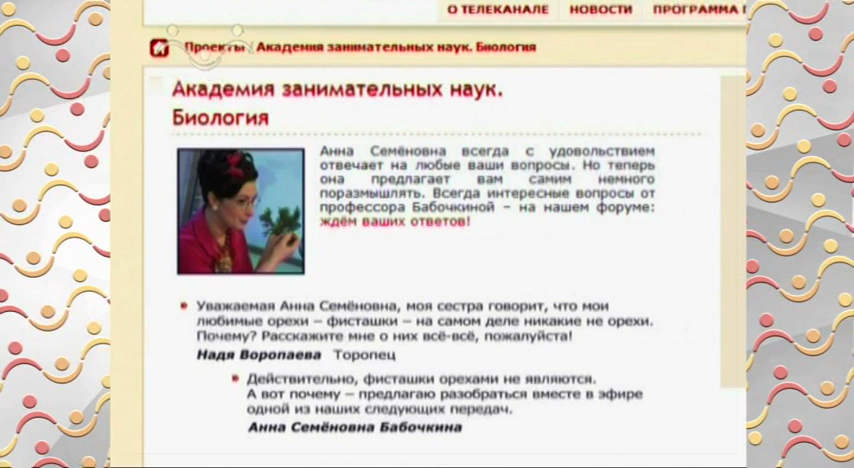 О ТЕЛЕКАНАЛЕ НОВОСТИ ПРОГРАММА
Проекты / Академия занимательных наук. Биология
Академия занимательных наук.
Биология
Анна Семёновна всегда с удовольствием
отвечает на любые ваши вопросы. Но теперь
она предлагает вам самим немного
поразмышлять. Всегда интересные вопросы от
профессора Бабочкиной – на нашем форуме:
ждём ваших ответов!
Уважаемая Анна Семёновна, моя сестра говорит, что мои
любимые орехи – фисташки – на самом деле никакие не орехи.
Почему? Расскажите мне о них всё-всё, пожалуйста!
Надя Воропаева Торопец
Действительно, фисташки орехами не являются.
А вот почему – предлагаю разобраться вместе в эфире
одной из наших следующих передач.
Анна Семёновна Бабочкина